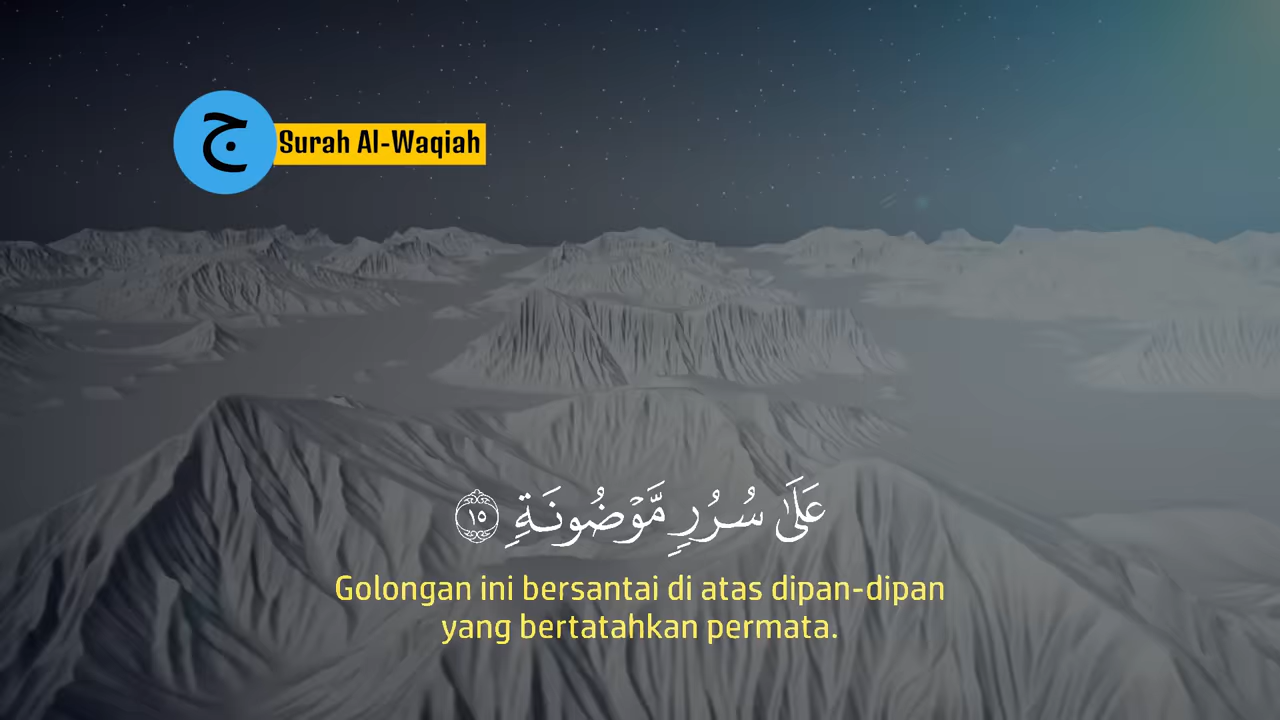 ج
Surah Al-Waqiah
عَلَىٰ سُرُرٍ مَّوْضُونَةٍ ١٥
Golongan ini bersantai di atas dipan-dipan
yang bertatahkan permata.